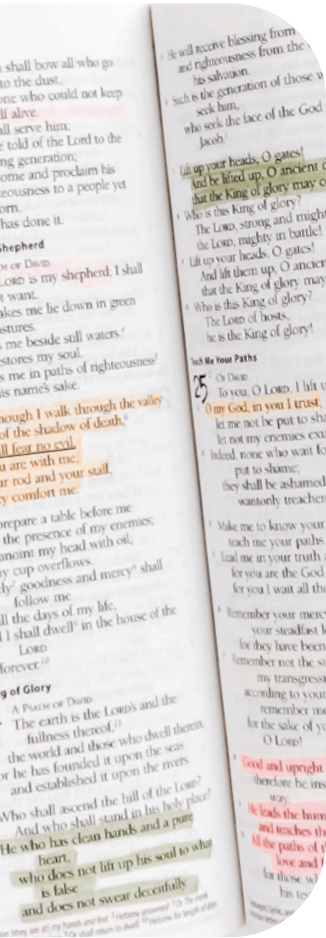 shall bow all who go
to the dust,
one who could not keep
lf alive.
all serve him;
e told of the Lord to the
ng generation;
ome and proclaim his
teousness to a people yet
orn,
has done it.
Shepherd
M OF DAVID.
LORD is my shepherd; I shall
t want.
akes me lie down in green
stures.
s me beside still waters.
stores my soul.
s me in paths of righteousness
is name's sake.
hough I walk through the valley
of the shadow of death,
ll fear no evil,
u are with me;
ur rod and your staff,
y comfort me.
prepare a table before me
the presence of my enemies;
anoint my head with oil;
y cup overflows.
ely goodness and mercy shall
follow me
ll the days of my life,
I shall dwell in the house of the
LORD
forever.
g of Glory
A PSALM OF DAVID.
The earth is the LORD's and the
fullness thereof,
the world and those who dwell therein,
or he has founded it upon the seas
and established it upon the rivers.
Who shall ascend the hill of the LORD?
And who shall stand in his holy place?
He who has clean hands and a pure
heart,
who does not lift up his soul to what
is false
and does not swear deceitfully
He will receive blessing from
and righteousness from the
his salvation.
Such is the generation of those w
seek him,
who seek the face of the God
Jacob.
Lift up your heads, O gates!
And be lifted up, O ancient d
that the King of glory may co
Who is this King of glory?
The LORD, strong and might
the LORD, mighty in battle!
Lift up your heads, O gates!
And lift them up, O ancien
that the King of glory may
Who is this King of glory?
The LORD of hosts,
he is the King of glory!
Teach Me Your Paths
25 OF DAVID.
To you, O LORD, I lift u
O my God, in you I trust;
let me not be put to sha
let not my enemies exu
Indeed, none who wait fo
put to shame;
they shall be ashamed
wantonly treacher
Make me to know your
teach me your paths.
Lead me in your truth a
for you are the God
for you I wait all the
Remember your merc
your steadfast l
for they have been
Remember not the si
my transgress
according to your
remember me
for the sake of yo
O LORD!
Good and upright
therefore he ins
way.
He leads the hum
and teaches th
All the paths of t
love and f
for those wh
his tes